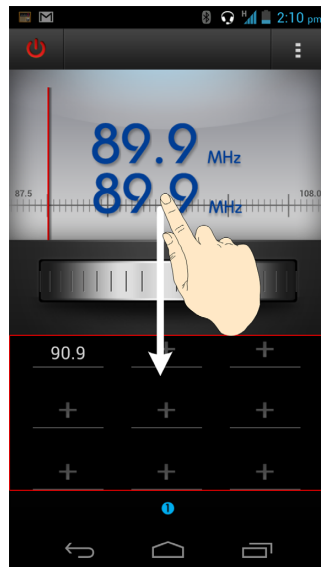 H 2:10 pm
89.9 MHz
87.5 108.0
89.9 MHz
90.9 + +
+ + +
+ + +
1